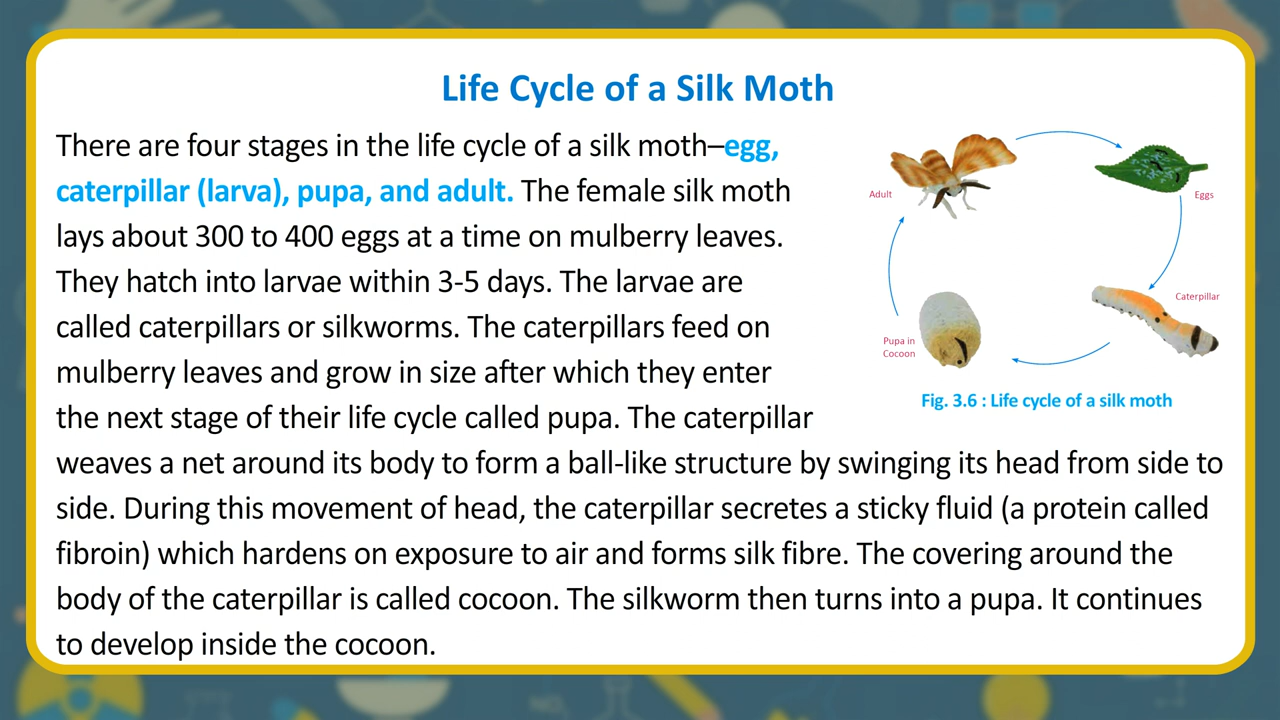 Life Cycle of a Silk Moth
There are four stages in the life cycle of a silk moth–egg,
caterpillar (larva), pupa, and adult. The female silk moth
lays about 300 to 400 eggs at a time on mulberry leaves.
They hatch into larvae within 3-5 days. The larvae are
called caterpillars or silkworms. The caterpillars feed on
mulberry leaves and grow in size after which they enter
the next stage of their life cycle called pupa. The caterpillar
weaves a net around its body to form a ball-like structure by swinging its head from side to
side. During this movement of head, the caterpillar secretes a sticky fluid (a protein called
fibroin) which hardens on exposure to air and forms silk fibre. The covering around the
body of the caterpillar is called cocoon. The silkworm then turns into a pupa. It continues
to develop inside the cocoon.
Adult
Eggs
Caterpillar
Pupa in
Cocoon
Fig. 3.6 : Life cycle of a silk moth